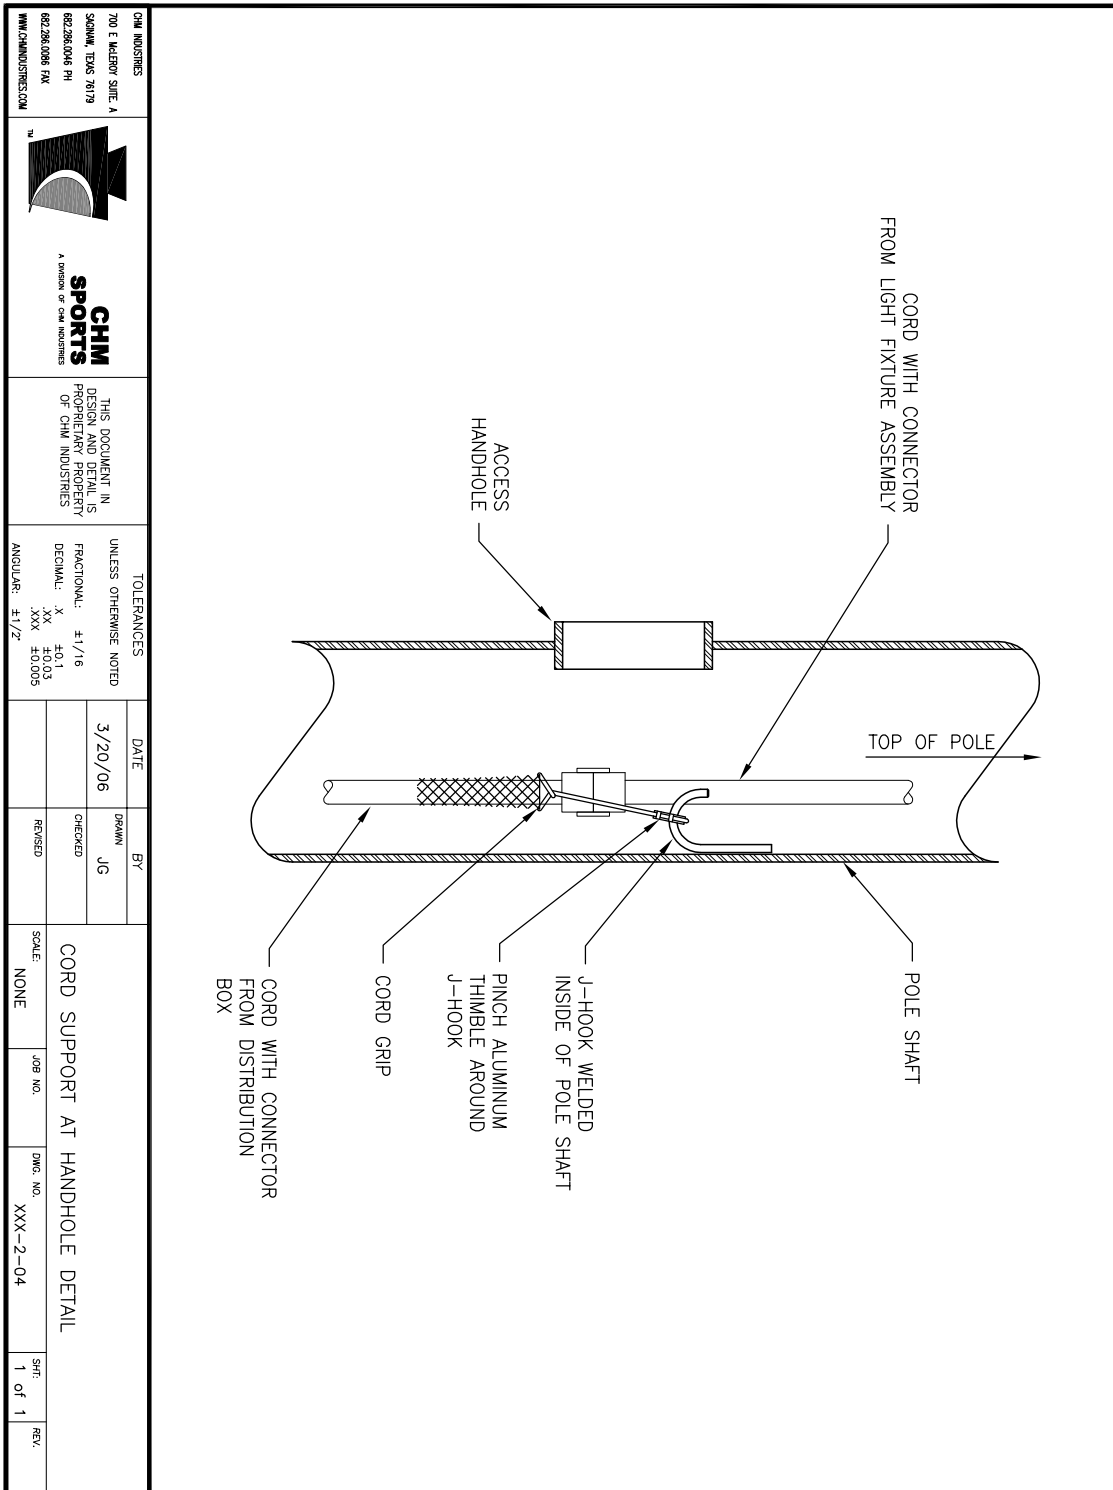 CORD WITH CONNECTOR
FROM LIGHT FIXTURE ASSEMBLY
ACCESS
HANDHOLE
TOP OF POLE
POLE SHAFT
J-HOOK WELDED
INSIDE OF POLE SHAFT
PINCH ALUMINUM
THIMBLE AROUND
J-HOOK
CORD GRIP
CORD WITH CONNECTOR
FROM DISTRIBUTION
BOX
CHM INDUSTRIES
700 E McLEROY SUITE. A
SAGINAW, TEXAS 76179
682.286.0046 PH
682.286.0086 FAX
WWW.CHMINDUSTRIES.COM
TM
CHM
SPORTS
A DIVISION OF CHM INDUSTRIES
THIS DOCUMENT IN
DESIGN AND DETAIL IS
PROPRIETARY PROPERTY
OF CHM INDUSTRIES
TOLERANCES
UNLESS OTHERWISE NOTED
FRACTIONAL: ±1/16
DECIMAL: .X ±0.1
.XX ±0.03
.XXX ±0.005
ANGULAR: ±1/2°
DATE
BY
3/20/06
DRAWN
JG
CHECKED
REVISED
CORD SUPPORT AT HANDHOLE DETAIL
SCALE:
NONE
JOB NO.
DWG. NO.
XXX-2-04
SHT:
1 of 1
REV.